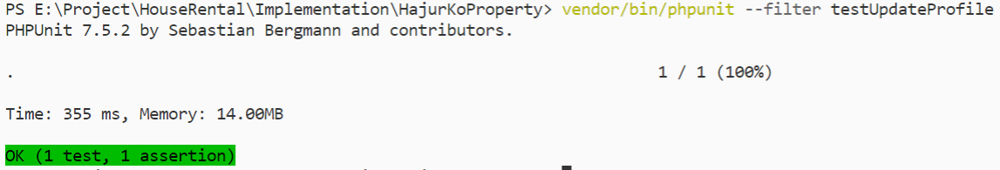 PS E:\Project\HouseRental\Implementation\HajurKoProperty> vendor/bin/phpunit --filter testUpdateProfile
PHPUnit 7.5.2 by Sebastian Bergmann and contributors.
. 1 / 1 (100%)
Time: 355 ms, Memory: 14.00MB
OK (1 test, 1 assertion)